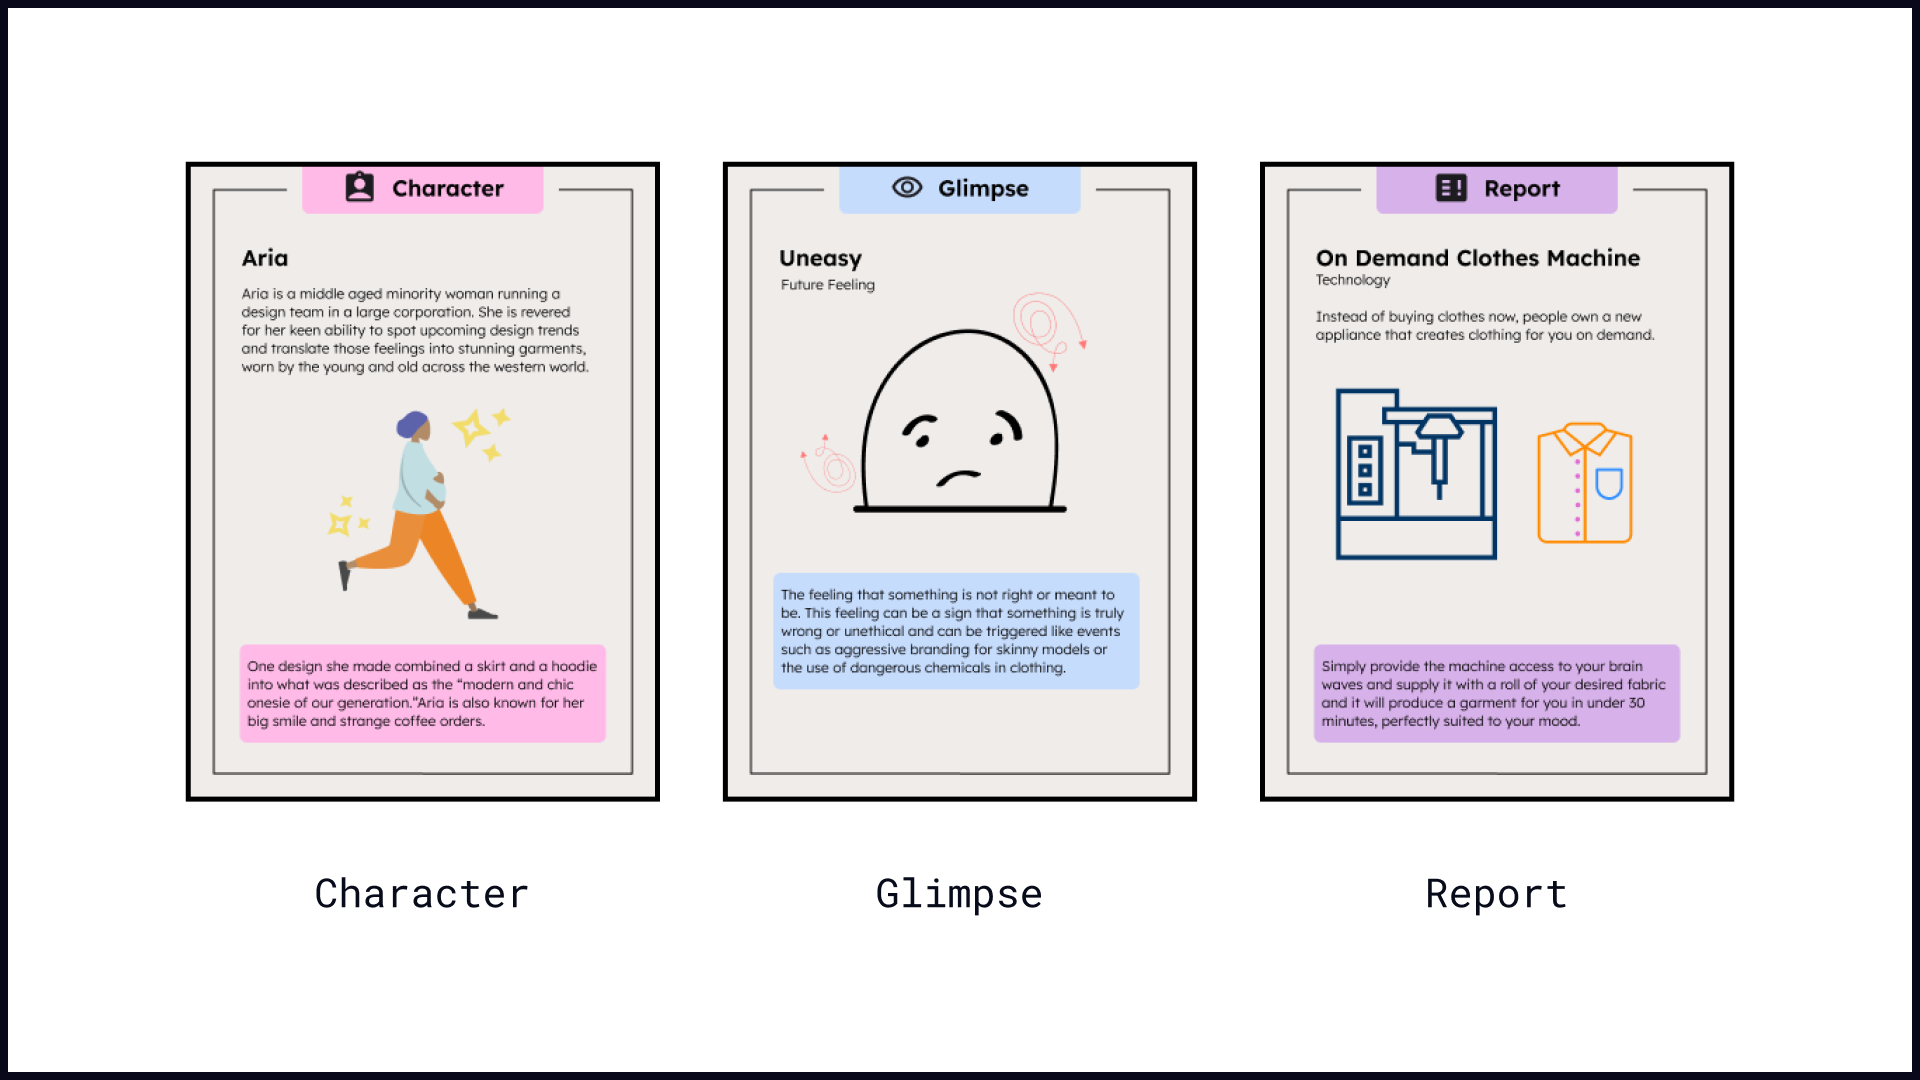 Character
Aria
Aria is a middle aged minority woman running a
design team in a large corporation. She is revered
for her keen ability to spot upcoming design trends
and translate those feelings into stunning garments,
worn by the young and old across the western world.
One design she made combined a skirt and a hoodie
into what was described as the “modern and chic
onesie of our generation.”Aria is also known for her
big smile and strange coffee orders.
Character
Glimpse
Uneasy
Future Feeling
The feeling that something is not right or meant to
be. This feeling can be a sign that something is truly
wrong or unethical and can be triggered like events
such as aggressive branding for skinny models or
the use of dangerous chemicals in clothing.
Glimpse
Report
On Demand Clothes Machine
Technology
Instead of buying clothes now, people own a new
appliance that creates clothing for you on demand.
Simply provide the machine access to your brain
waves and supply it with a roll of your desired fabric
and it will produce a garment for you in under 30
minutes, perfectly suited to your mood.
Report